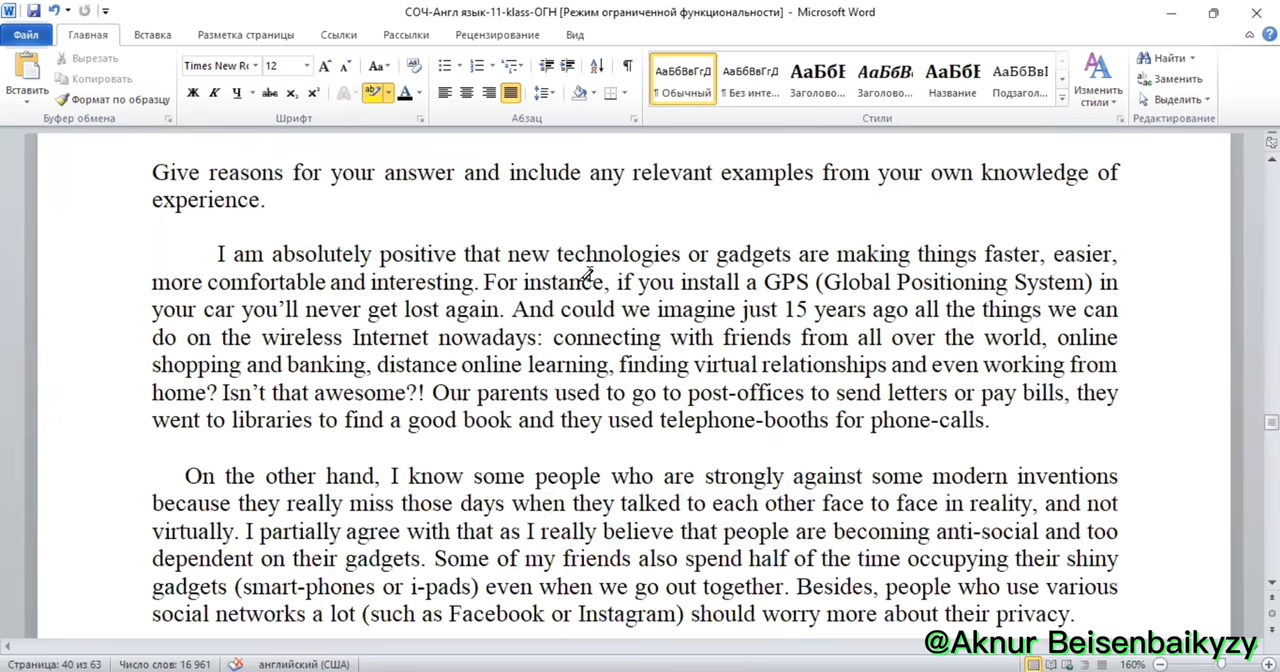 СОЧ-Англ язык-11-klass-ОГН [Режим ограниченной функциональности] - Microsoft Word
Файл Главная Вставка Разметка страницы Ссылки Рассылки Рецензирование Вид
Вставить
Вырезать
Копировать
Формат по образцу
Буфер обмена
Times New Ro 12
Ж К Ч abc x₂ x²
Шрифт
Абзац
АаБбВвГгД АаБбВвГгД АаБбІ АаБбВ АаБбЕ АаБбВвІ
¶ Обычный ¶ Без инте... Заголово... Заголово... Название Подзагол...
Стили
Изменить стили
Найти
Заменить
Выделить
Редактирование
Give reasons for your answer and include any relevant examples from your own knowledge of
experience.
I am absolutely positive that new technologies or gadgets are making things faster, easier,
more comfortable and interesting. For instance, if you install a GPS (Global Positioning System) in
your car you’ll never get lost again. And could we imagine just 15 years ago all the things we can
do on the wireless Internet nowadays: connecting with friends from all over the world, online
shopping and banking, distance online learning, finding virtual relationships and even working from
home? Isn’t that awesome?! Our parents used to go to post-offices to send letters or pay bills, they
went to libraries to find a good book and they used telephone-booths for phone-calls.
On the other hand, I know some people who are strongly against some modern inventions
because they really miss those days when they talked to each other face to face in reality, and not
virtually. I partially agree with that as I really believe that people are becoming anti-social and too
dependent on their gadgets. Some of my friends also spend half of the time occupying their shiny
gadgets (smart-phones or i-pads) even when we go out together. Besides, people who use various
social networks a lot (such as Facebook or Instagram) should worry more about their privacy.
@Aknur Beisenbaikyzy
Страница: 40 из 63 Число слов: 16 961 английский (США) 160%